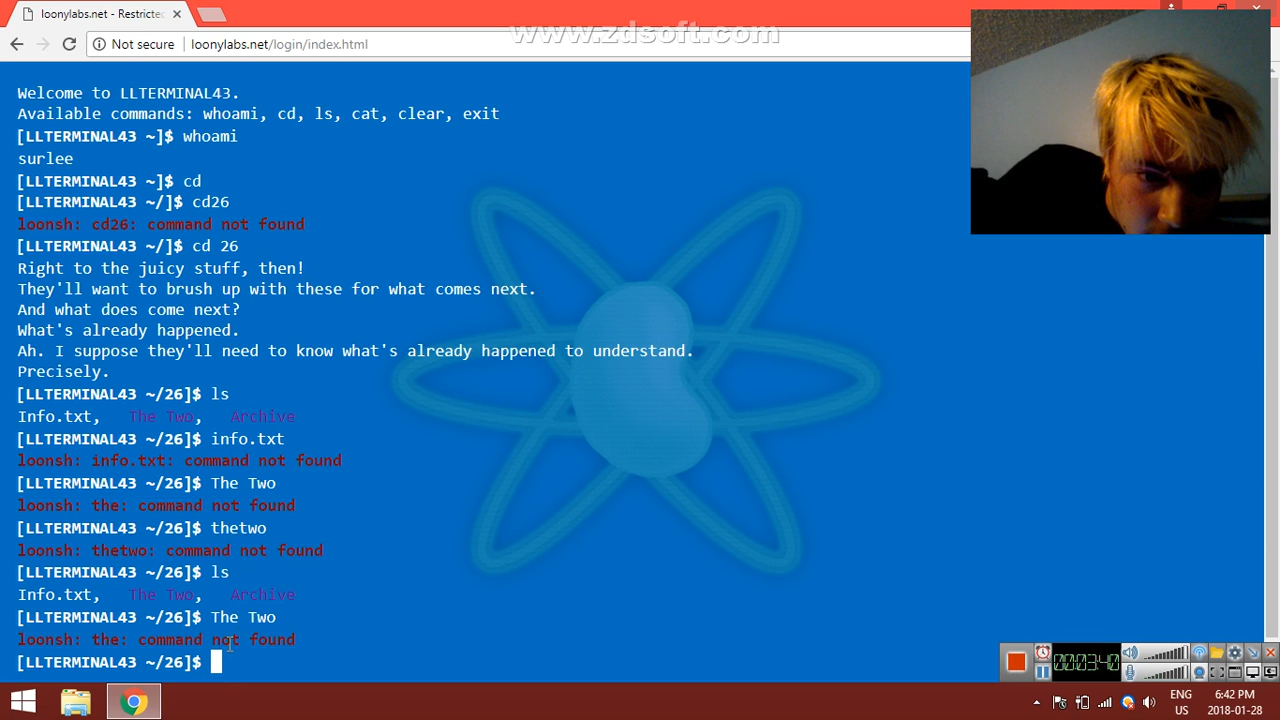 loonylabs.net - Restricte
www.zdsoft.com
Not secure
loonylabs.net/login/index.html
Welcome to LLTERMINAL43.
Available commands: whoami, cd, ls, cat, clear, exit
[LLTERMINAL43 ~]$ whoami
surlee
[LLTERMINAL43 ~]$ cd
[LLTERMINAL43 ~/]$ cd26
loonsh: cd26: command not found
[LLTERMINAL43 ~/]$ cd 26
Right to the juicy stuff, then!
They'll want to brush up with these for what comes next.
And what does come next?
What's already happened.
Ah. I suppose they'll need to know what's already happened to understand.
Precisely.
[LLTERMINAL43 ~/26]$ ls
Info.txt, The Two, Archive
[LLTERMINAL43 ~/26]$ info.txt
loonsh: info.txt: command not found
[LLTERMINAL43 ~/26]$ The Two
loonsh: the: command not found
[LLTERMINAL43 ~/26]$ thetwo
loonsh: thetwo: command not found
[LLTERMINAL43 ~/26]$ ls
Info.txt, The Two, Archive
[LLTERMINAL43 ~/26]$ The Two
loonsh: the: command not found
[LLTERMINAL43 ~/26]$
00:03:40
ENG
US
6:42 PM
2018-01-28